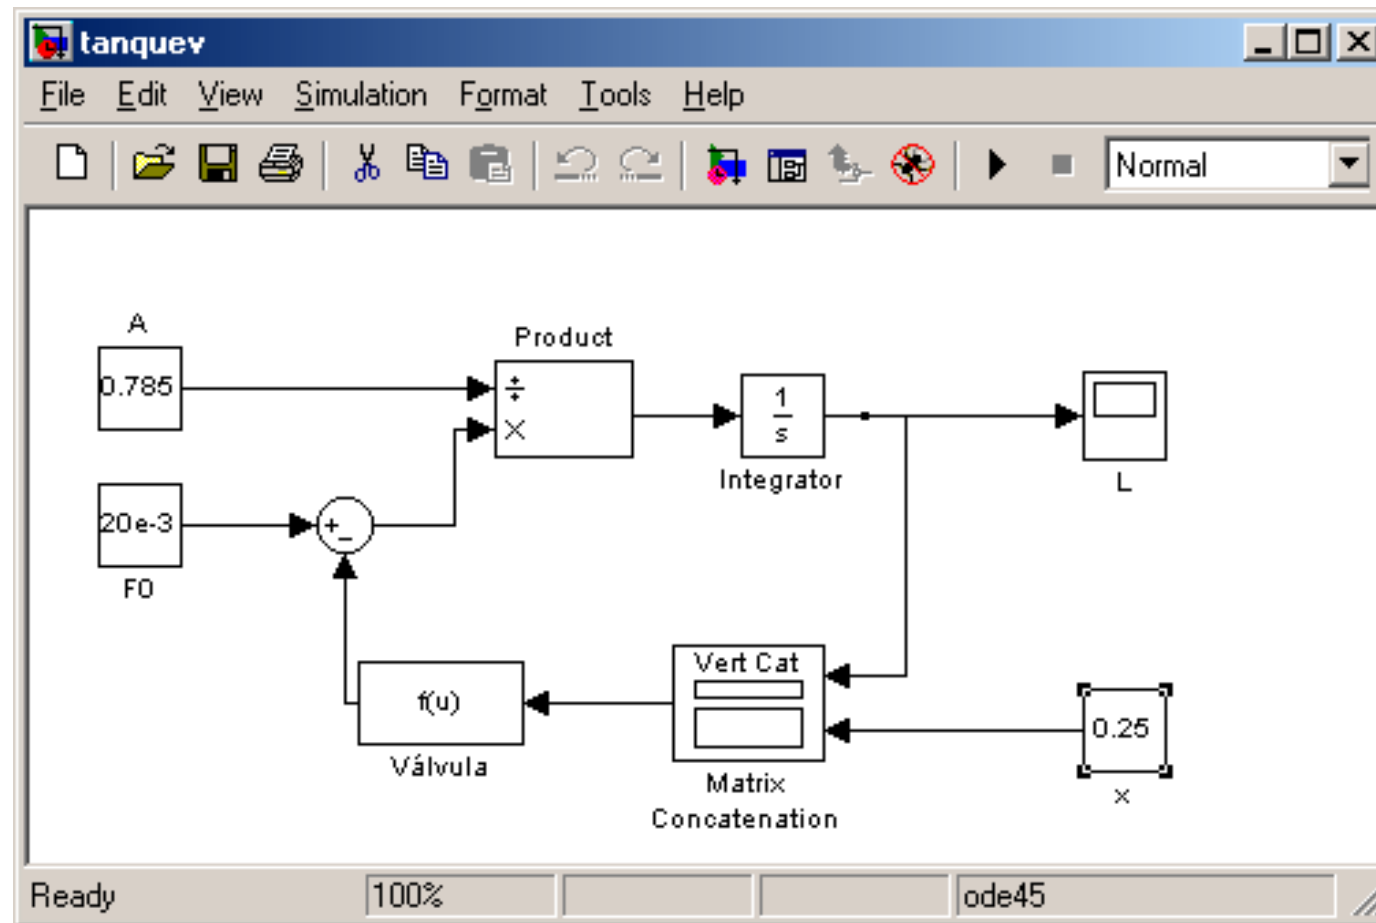 tanquev
File Edit View Simulation Format Tools Help
Normal
A
0.785
Product
÷
×
1
s
Integrator
L
20e-3
F0
+
−
f(u)
Válvula
Vert Cat
Matrix
Concatenation
0.25
x
Ready 100% ode45